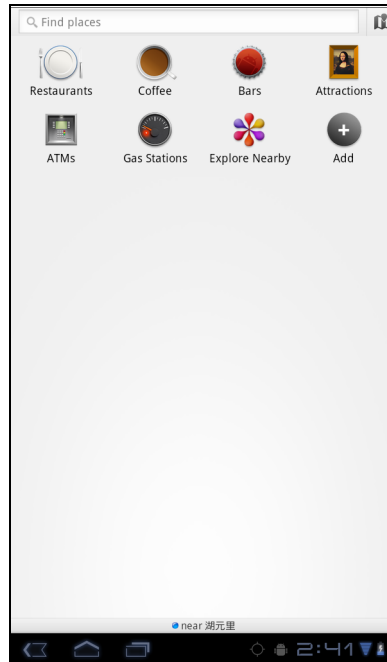 Find places
Restaurants Coffee Bars Attractions
ATMs Gas Stations Explore Nearby Add
near 湖元里
2:41